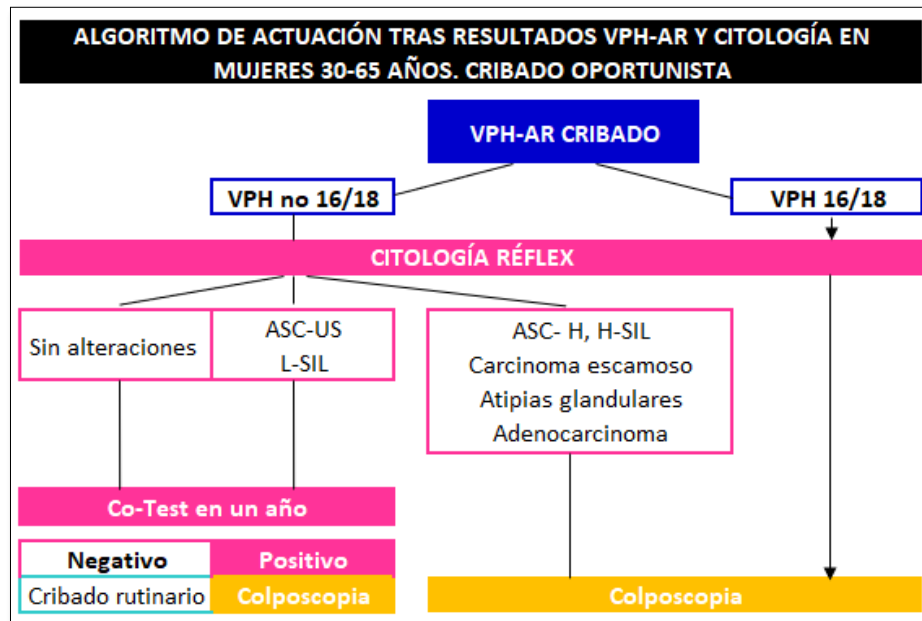 ALGORITMO DE ACTUACIÓN TRAS RESULTADOS VPH-AR Y CITOLOGÍA EN
MUJERES 30-65 AÑOS. CRIBADO OPORTUNISTA
VPH-AR CRIBADO
VPH no 16/18
VPH 16/18
CITOLOGÍA RÉFLEX
Sin alteraciones
ASC-US
L-SIL
ASC- H, H-SIL
Carcinoma escamoso
Atipias glandulares
Adenocarcinoma
Co-Test en un año
Negativo
Positivo
Cribado rutinario
Colposcopia
Colposcopia